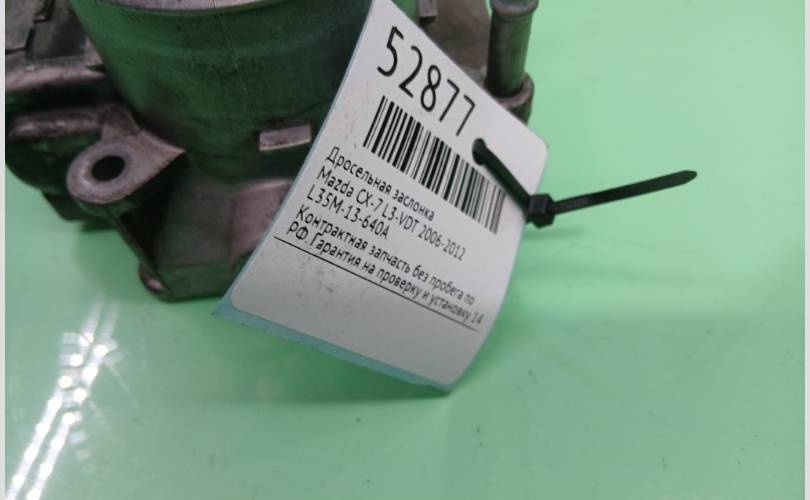 52877
Дросельная заслонка
Mazda CX-7 L3-VDT 2006-2012
L35M-13-640A
Контрактная запчасть без пробега по
РФ. Гарантия на проверку и установку 14